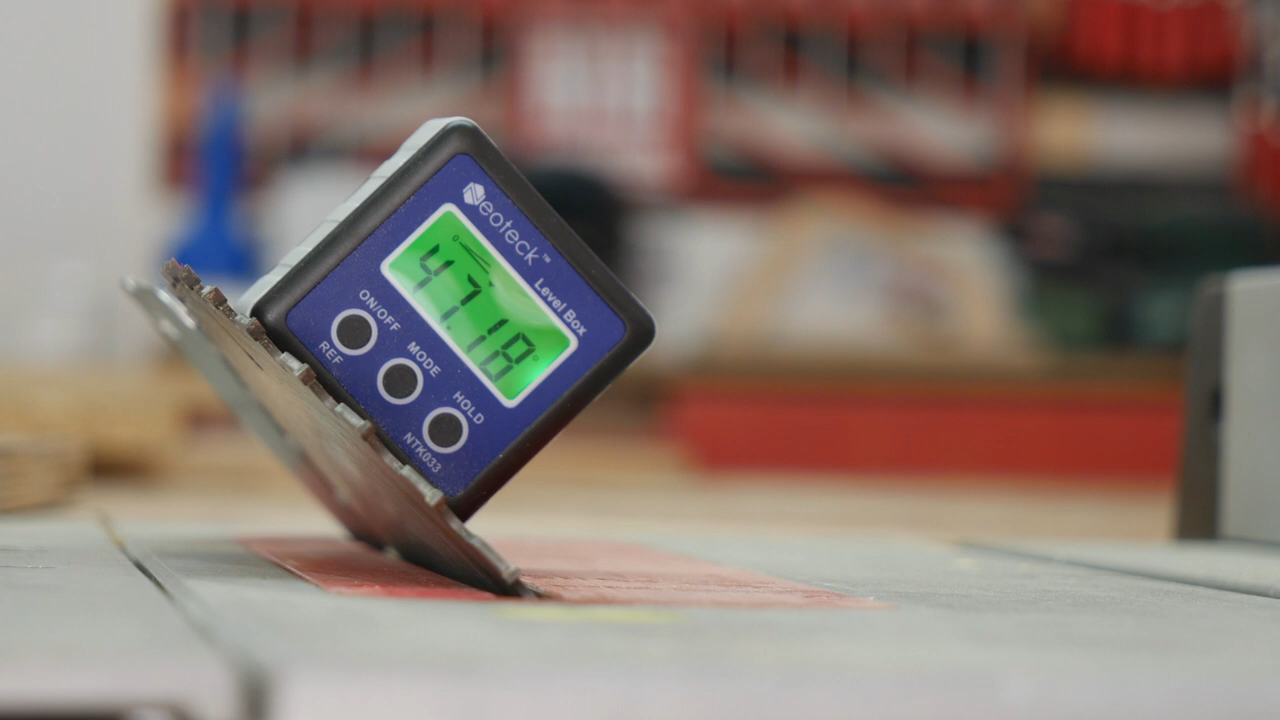 Neoteck™
Level Box
47.18°
ON/OFF
REF
MODE
HOLD
NTK033